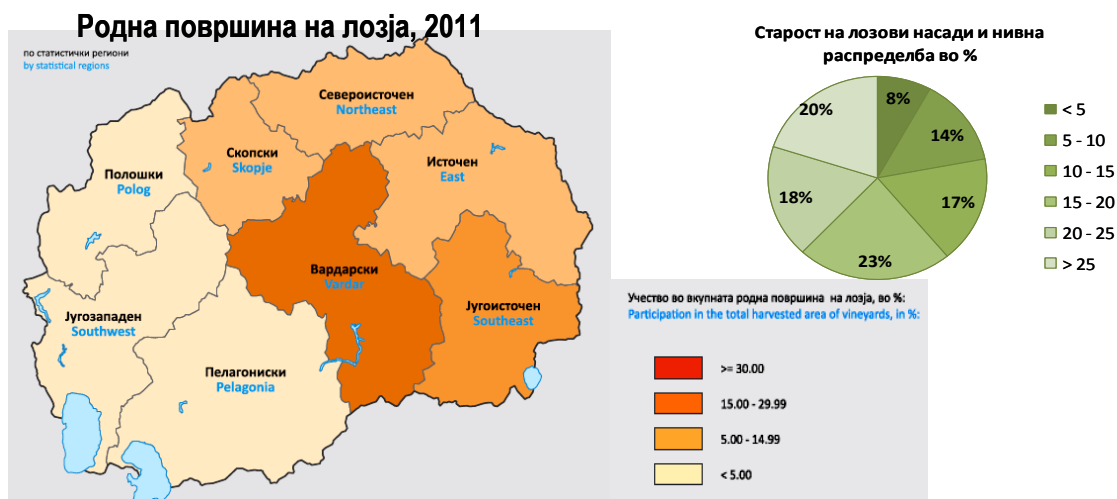 Родна површина на лозја, 2011
по статистички региони
by statistical regions
Североисточен
Northeast
Скопски
Skopje
Источен
East
Полошки
Polog
Вардарски
Vardar
Југоисточен
Southeast
Југозападен
Southwest
Пелагониски
Pelagonia
Старост на лозови насади и нивна
распределба во %
8%
14%
17%
23%
18%
20%
< 5
5 - 10
10 - 15
15 - 20
20 - 25
> 25
Учество во вкупната родна површина на лозја, во %:
Participation in the total harvested area of vineyards, in %:
>= 30.00
15.00 - 29.99
5.00 - 14.99
< 5.00